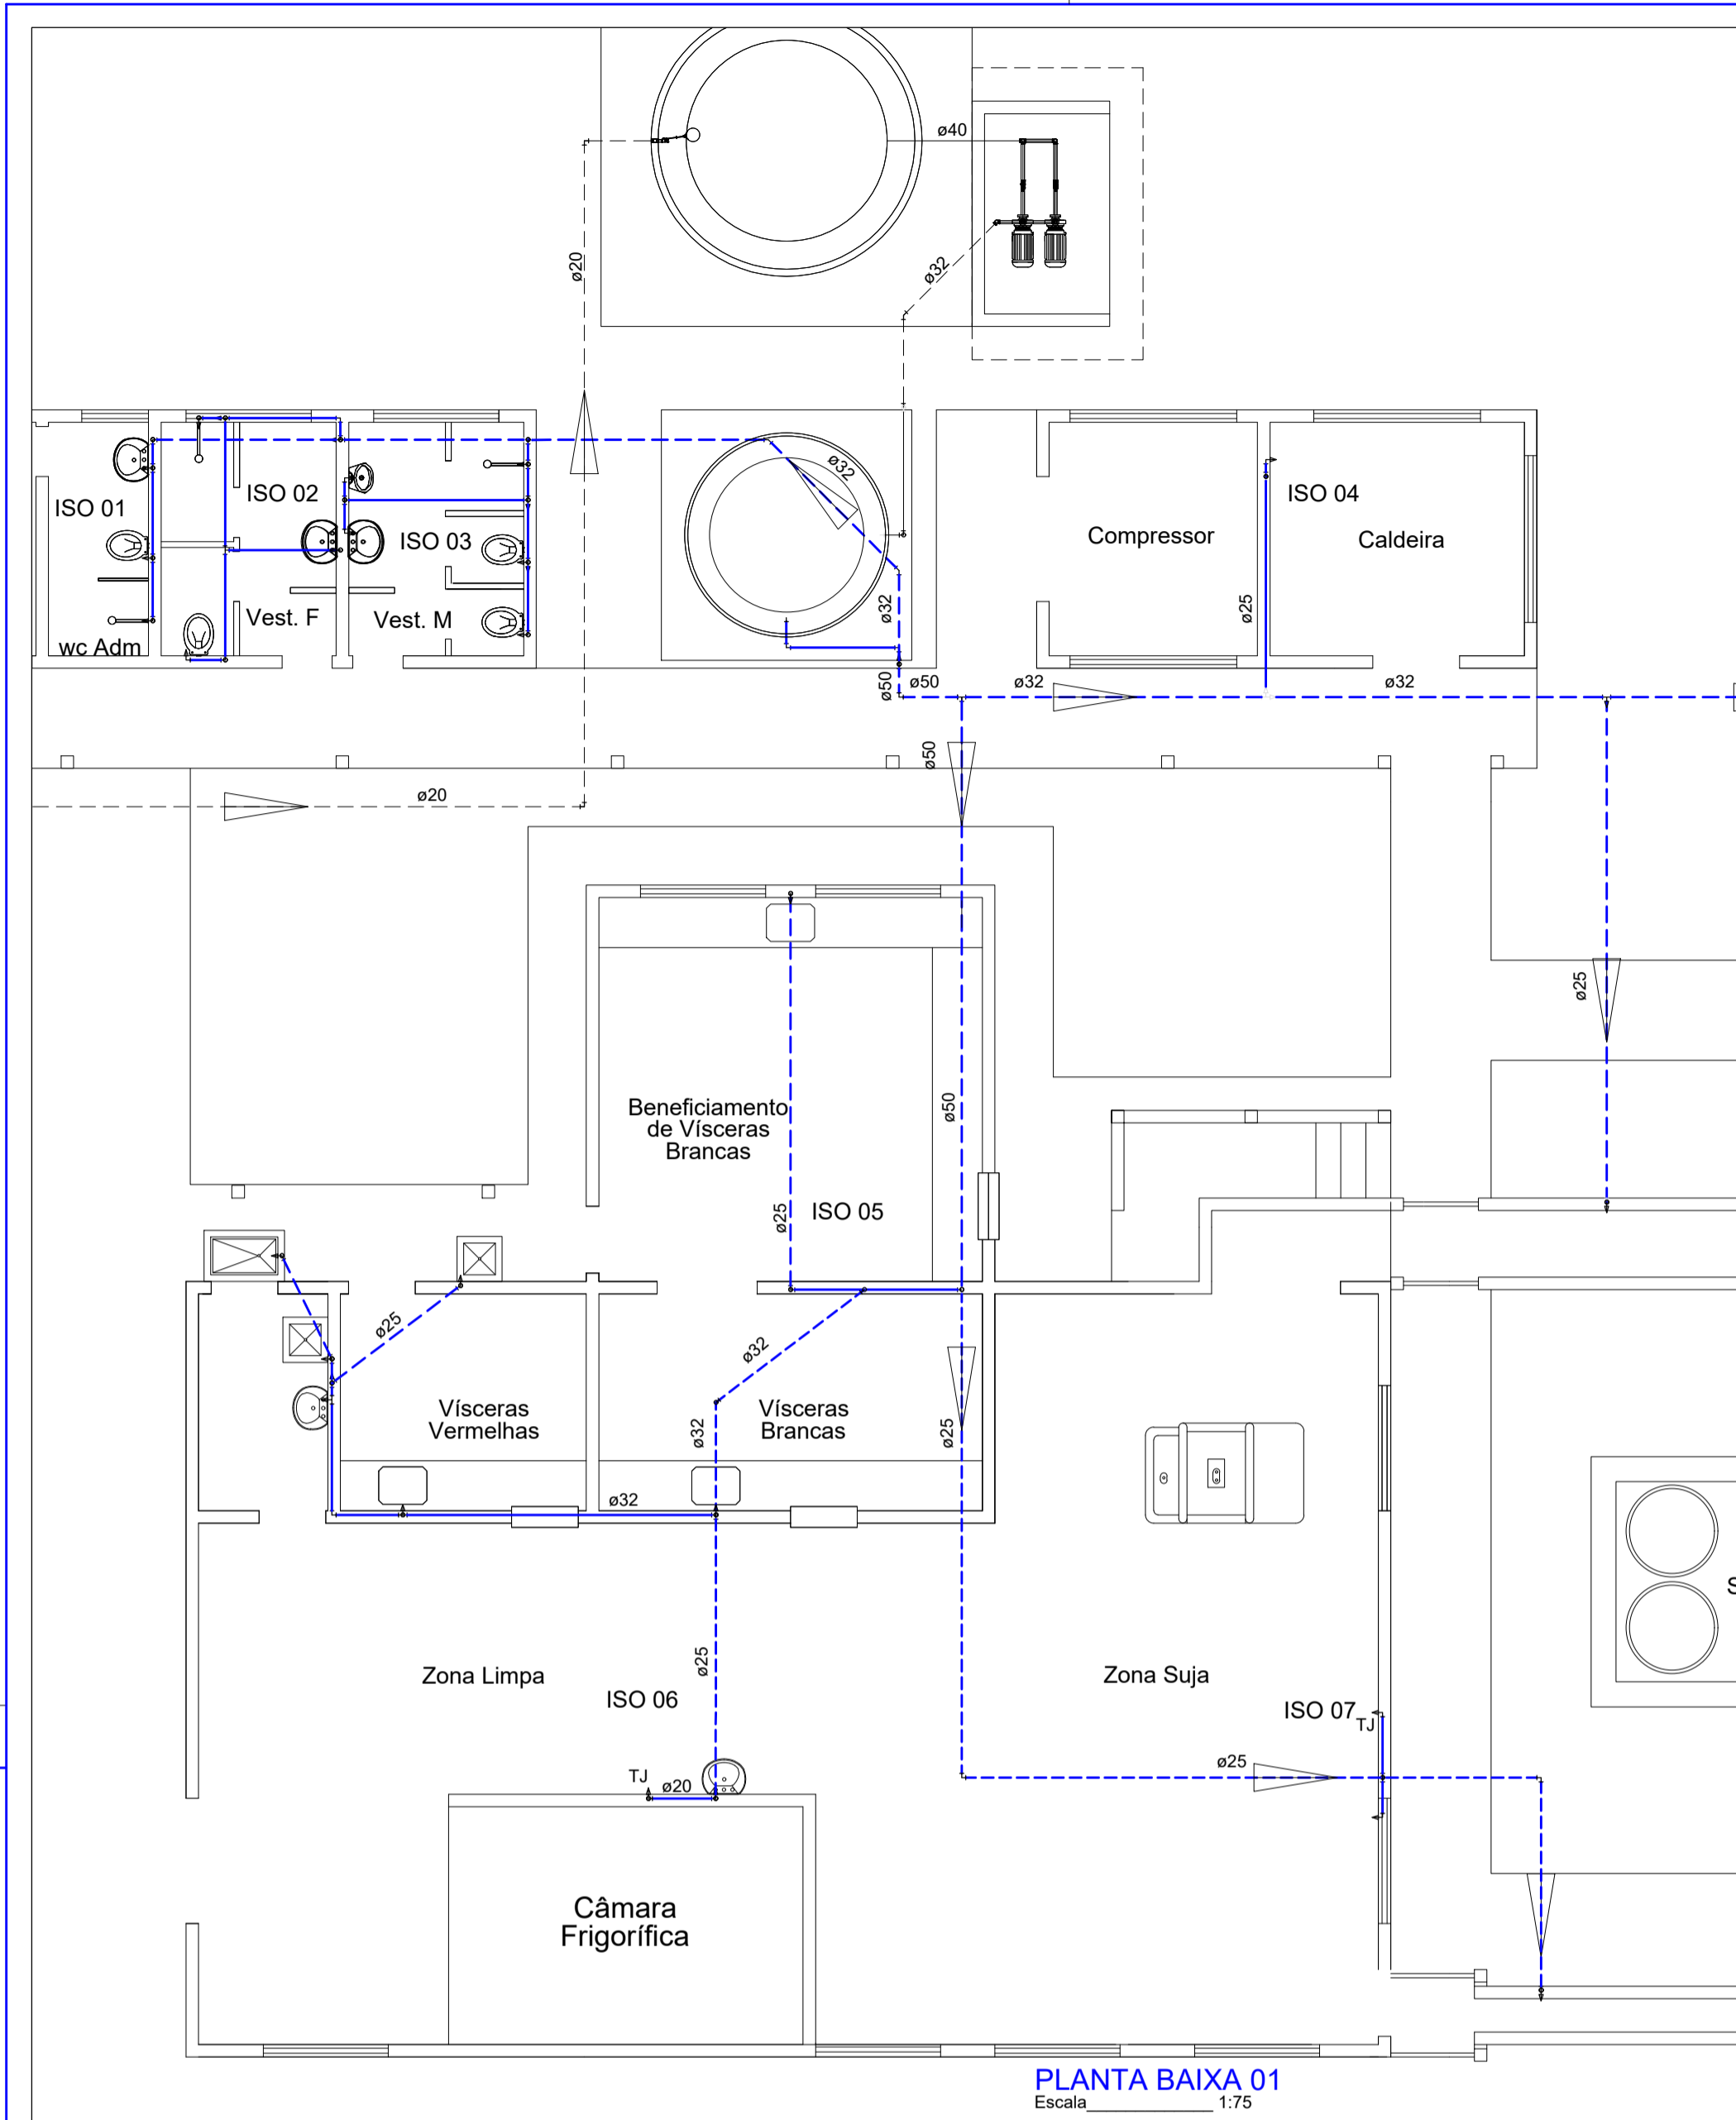 ø40
ø20
ø32
ø32
ISO 01
ISO 02
ISO 03
ISO 04
Compressor
Caldeira
wc Adm
Vest. F
Vest. M
ø32
ø25
ø50
ø50
ø32
ø32
ø50
ø20
ø25
Beneficiamento
de Vísceras
Brancas
ø50
ø25
ISO 05
ø25
ø32
Vísceras
Vermelhas
ø32
Vísceras
Brancas
ø25
ø32
Zona Limpa
ø25
ISO 06
Zona Suja
ISO 07
TJ
S
TJ
ø20
ø25
Câmara
Frigorífica
PLANTA BAIXA 01
Escala____________ 1:75